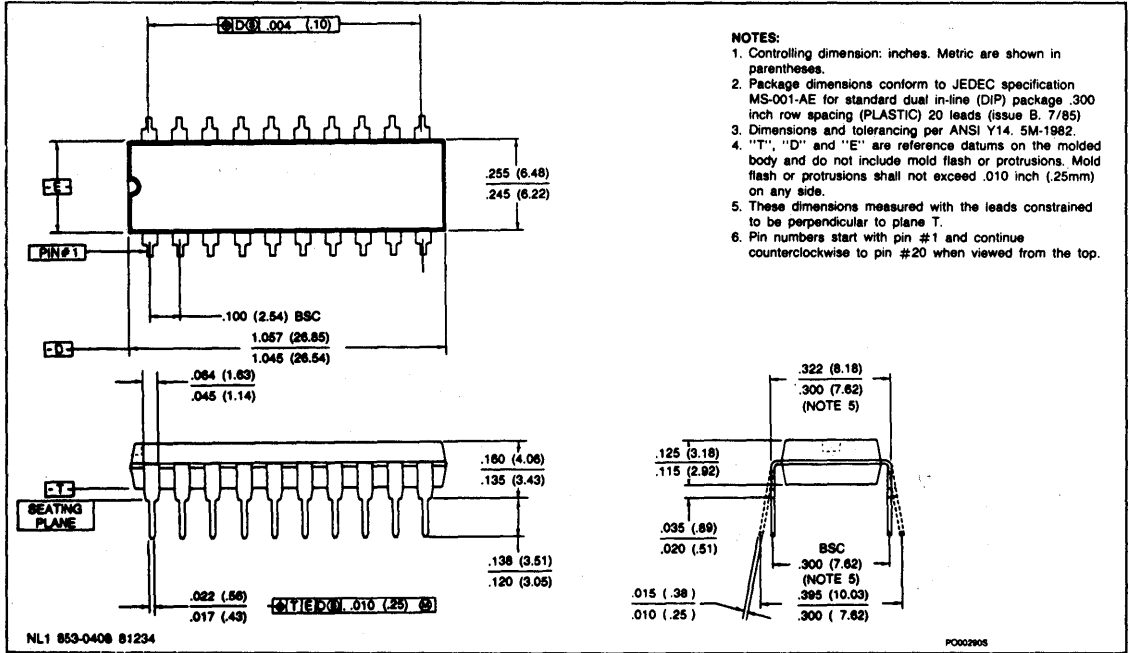 D S .004 (.10)
NOTES:
1. Controlling dimension: inches. Metric are shown in
parentheses.
2. Package dimensions conform to JEDEC specification
MS-001-AE for standard dual in-line (DIP) package .300
inch row spacing (PLASTIC) 20 leads (issue B. 7/85)
3. Dimensions and tolerancing per ANSI Y14. 5M-1982.
4. "T", "D" and "E" are reference datums on the molded
body and do not include mold flash or protrusions. Mold
flash or protrusions shall not exceed .010 inch (.25mm)
on any side.
5. These dimensions measured with the leads constrained
to be perpendicular to plane T.
6. Pin numbers start with pin #1 and continue
counterclockwise to pin #20 when viewed from the top.
-E-
.255 (6.48)
.245 (6.22)
PIN#1
.100 (2.54) BSC
-D-
1.057 (26.85)
1.045 (26.54)
.064 (1.63)
.045 (1.14)
.322 (8.18)
.300 (7.62)
(NOTE 5)
.160 (4.06)
.135 (3.43)
.125 (3.18)
.115 (2.92)
-T-
SEATING
PLANE
.035 (.89)
.020 (.51)
.138 (3.51)
.120 (3.05)
BSC
.300 (7.62)
(NOTE 5)
.395 (10.03)
.300 ( 7.62)
.022 (.56)
.017 (.43)
T E D S .010 (.25) M
.015 ( .38 )
.010 ( .25 )
NL1 853-0408 81234
PO00290S